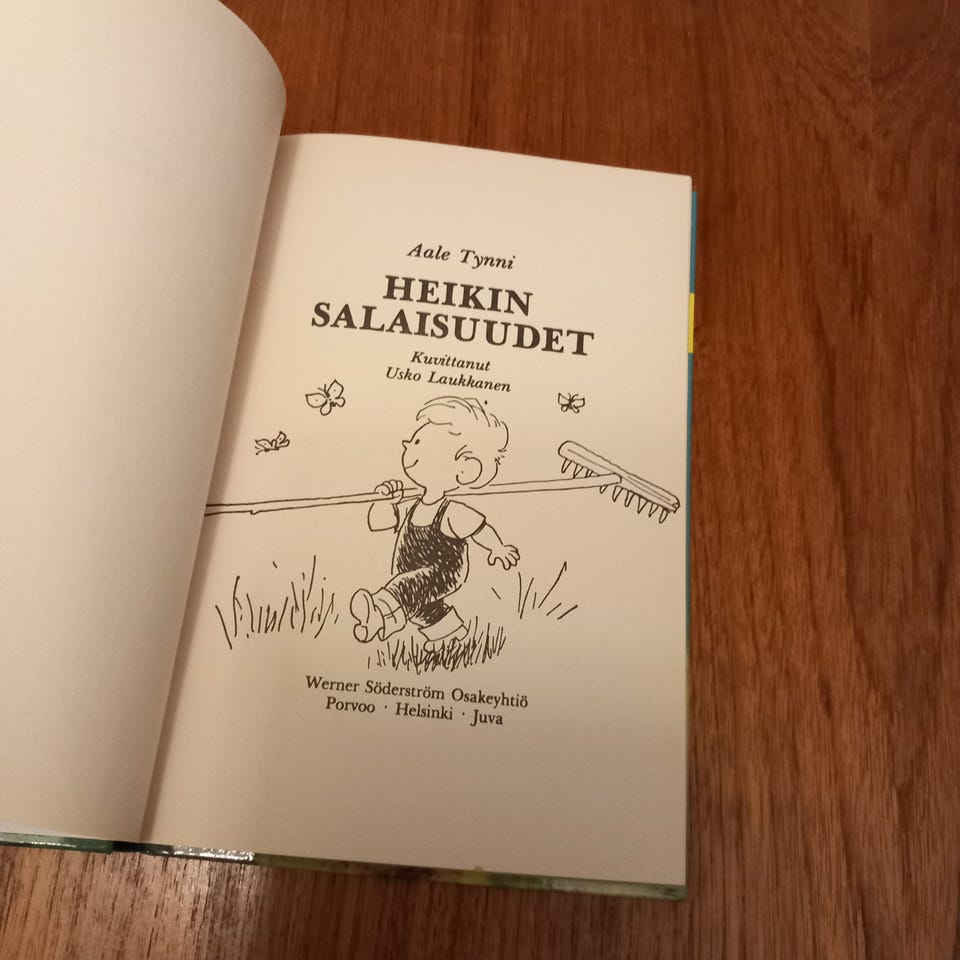 Aale Tynni
HEIKIN
SALAISUUDET
Kuvittanut
Usko Laukkanen
Werner Söderström Osakeyhtiö
Porvoo · Helsinki · Juva